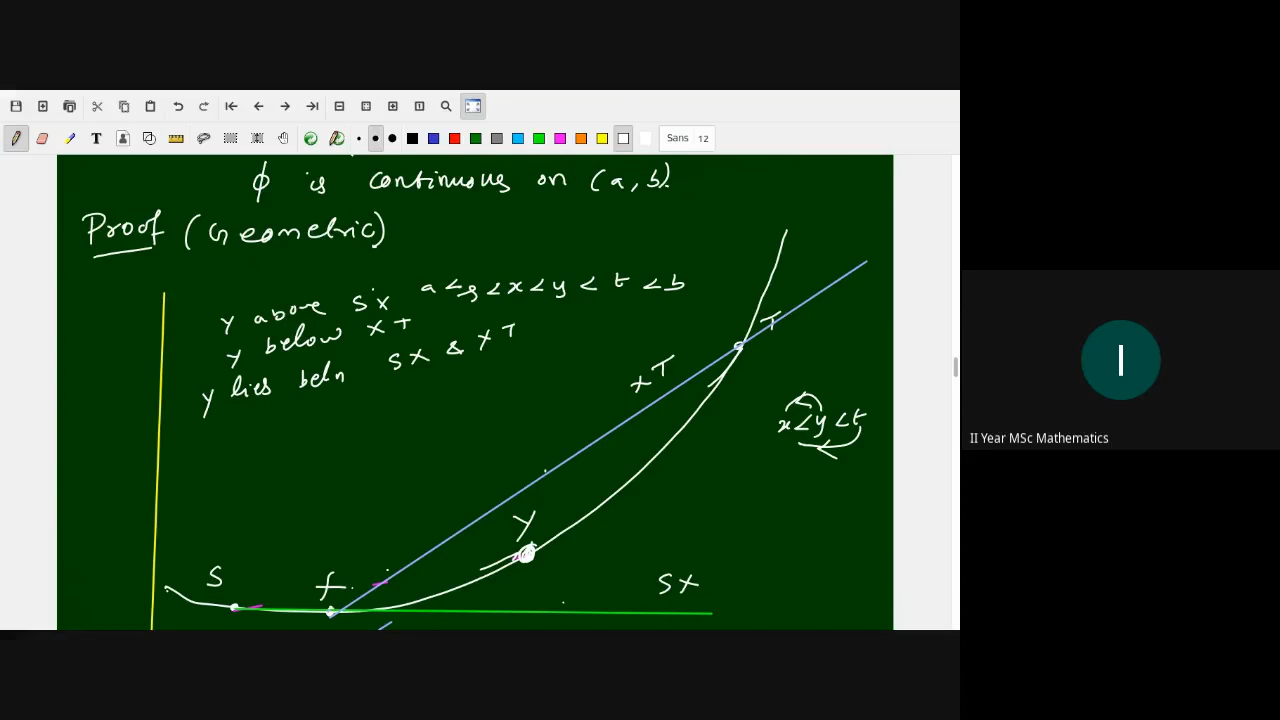 Sans 12
φ is continuous on (a, b).
Proof (Geometric)
Y above SX a < s < x < y < t < b
Y below XT
Y lies betn SX & XT
T
XT
x < y < t
Y
S
X
SX
I
II Year MSc Mathematics